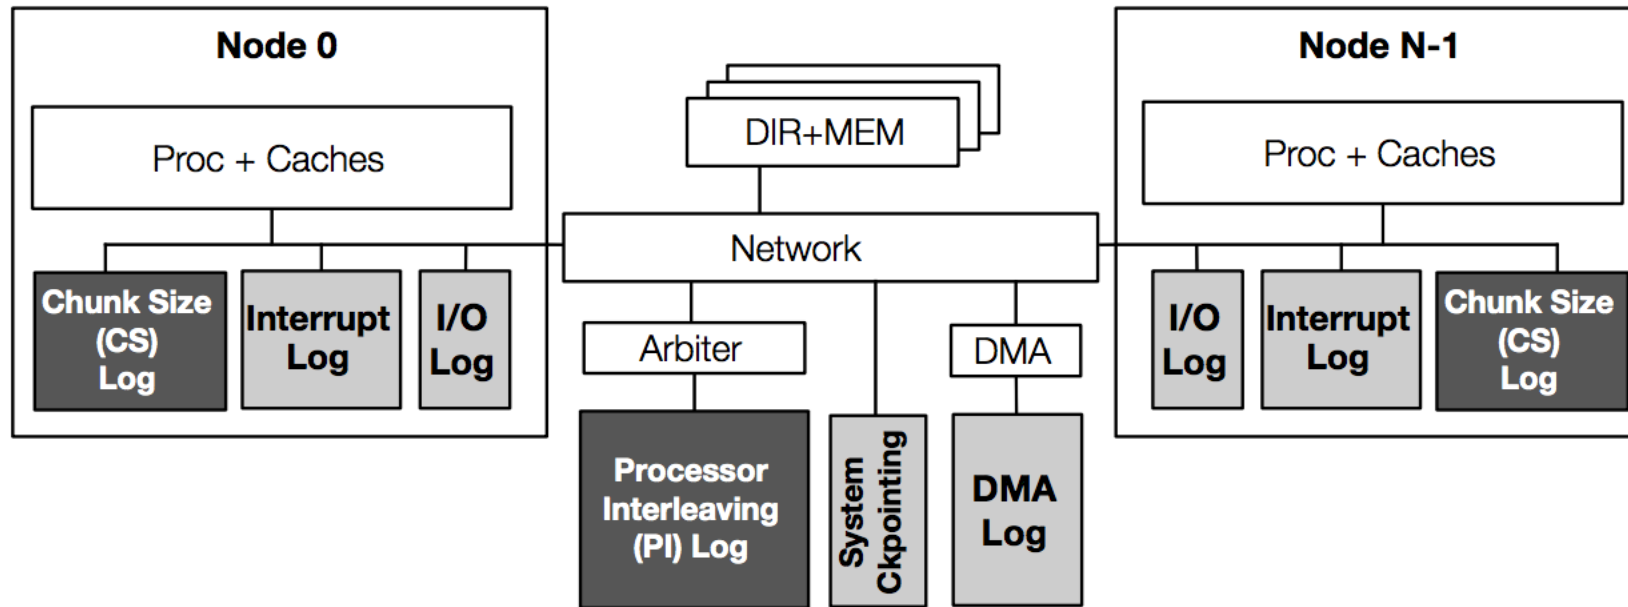 Node 0
Proc + Caches
Chunk Size
(CS)
Log
Interrupt
Log
I/O
Log
DIR+MEM
Network
Arbiter
DMA
Processor
Interleaving
(PI) Log
System
Ckpointing
DMA
Log
Node N-1
Proc + Caches
I/O
Log
Interrupt
Log
Chunk Size
(CS)
Log